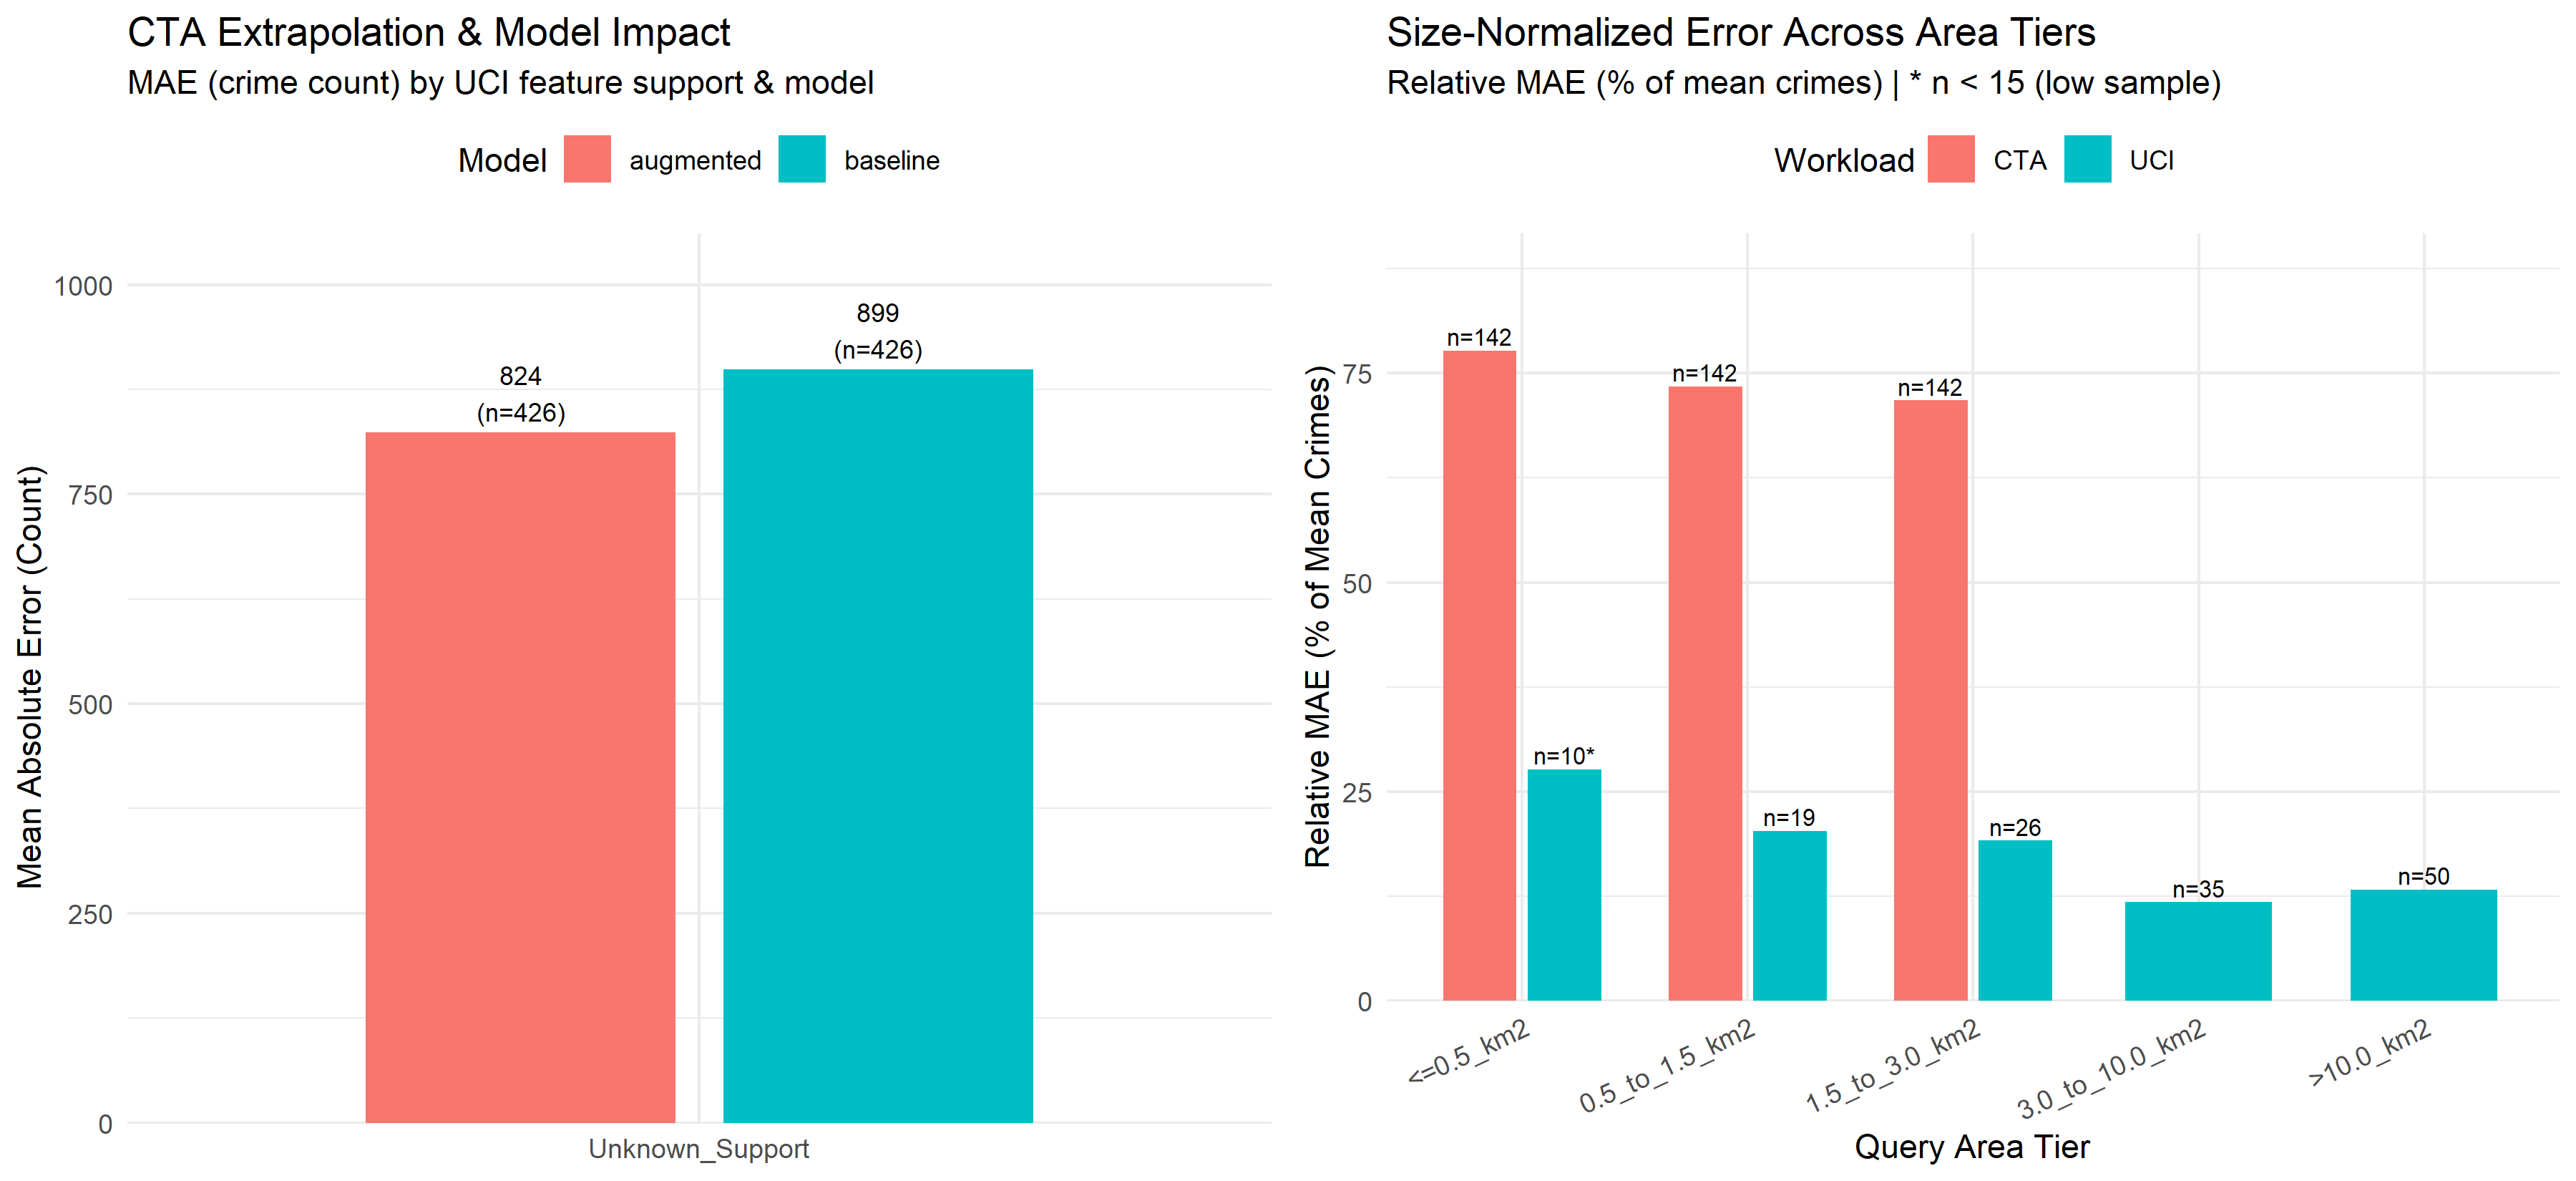 CTA Extrapolation & Model Impact
MAE (crime count) by UCI feature support & model
Model augmented baseline
Mean Absolute Error (Count)
1000
750
500
250
0
824
(n=426)
899
(n=426)
Unknown_Support
Size-Normalized Error Across Area Tiers
Relative MAE (% of mean crimes) | * n < 15 (low sample)
Workload CTA UCI
Relative MAE (% of Mean Crimes)
75
50
25
0
n=142
n=10*
n=142
n=19
n=142
n=26
n=35
n=50
<=0.5_km2
0.5_to_1.5_km2
1.5_to_3.0_km2
3.0_to_10.0_km2
>10.0_km2
Query Area Tier